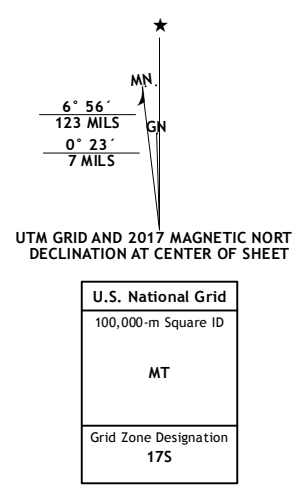 MN.
6° 56´
123 MILS
GN
0° 23´
7 MILS
UTM GRID AND 2017 MAGNETIC NORT
DECLINATION AT CENTER OF SHEET
U.S. National Grid
100,000-m Square ID
MT
Grid Zone Designation
17S